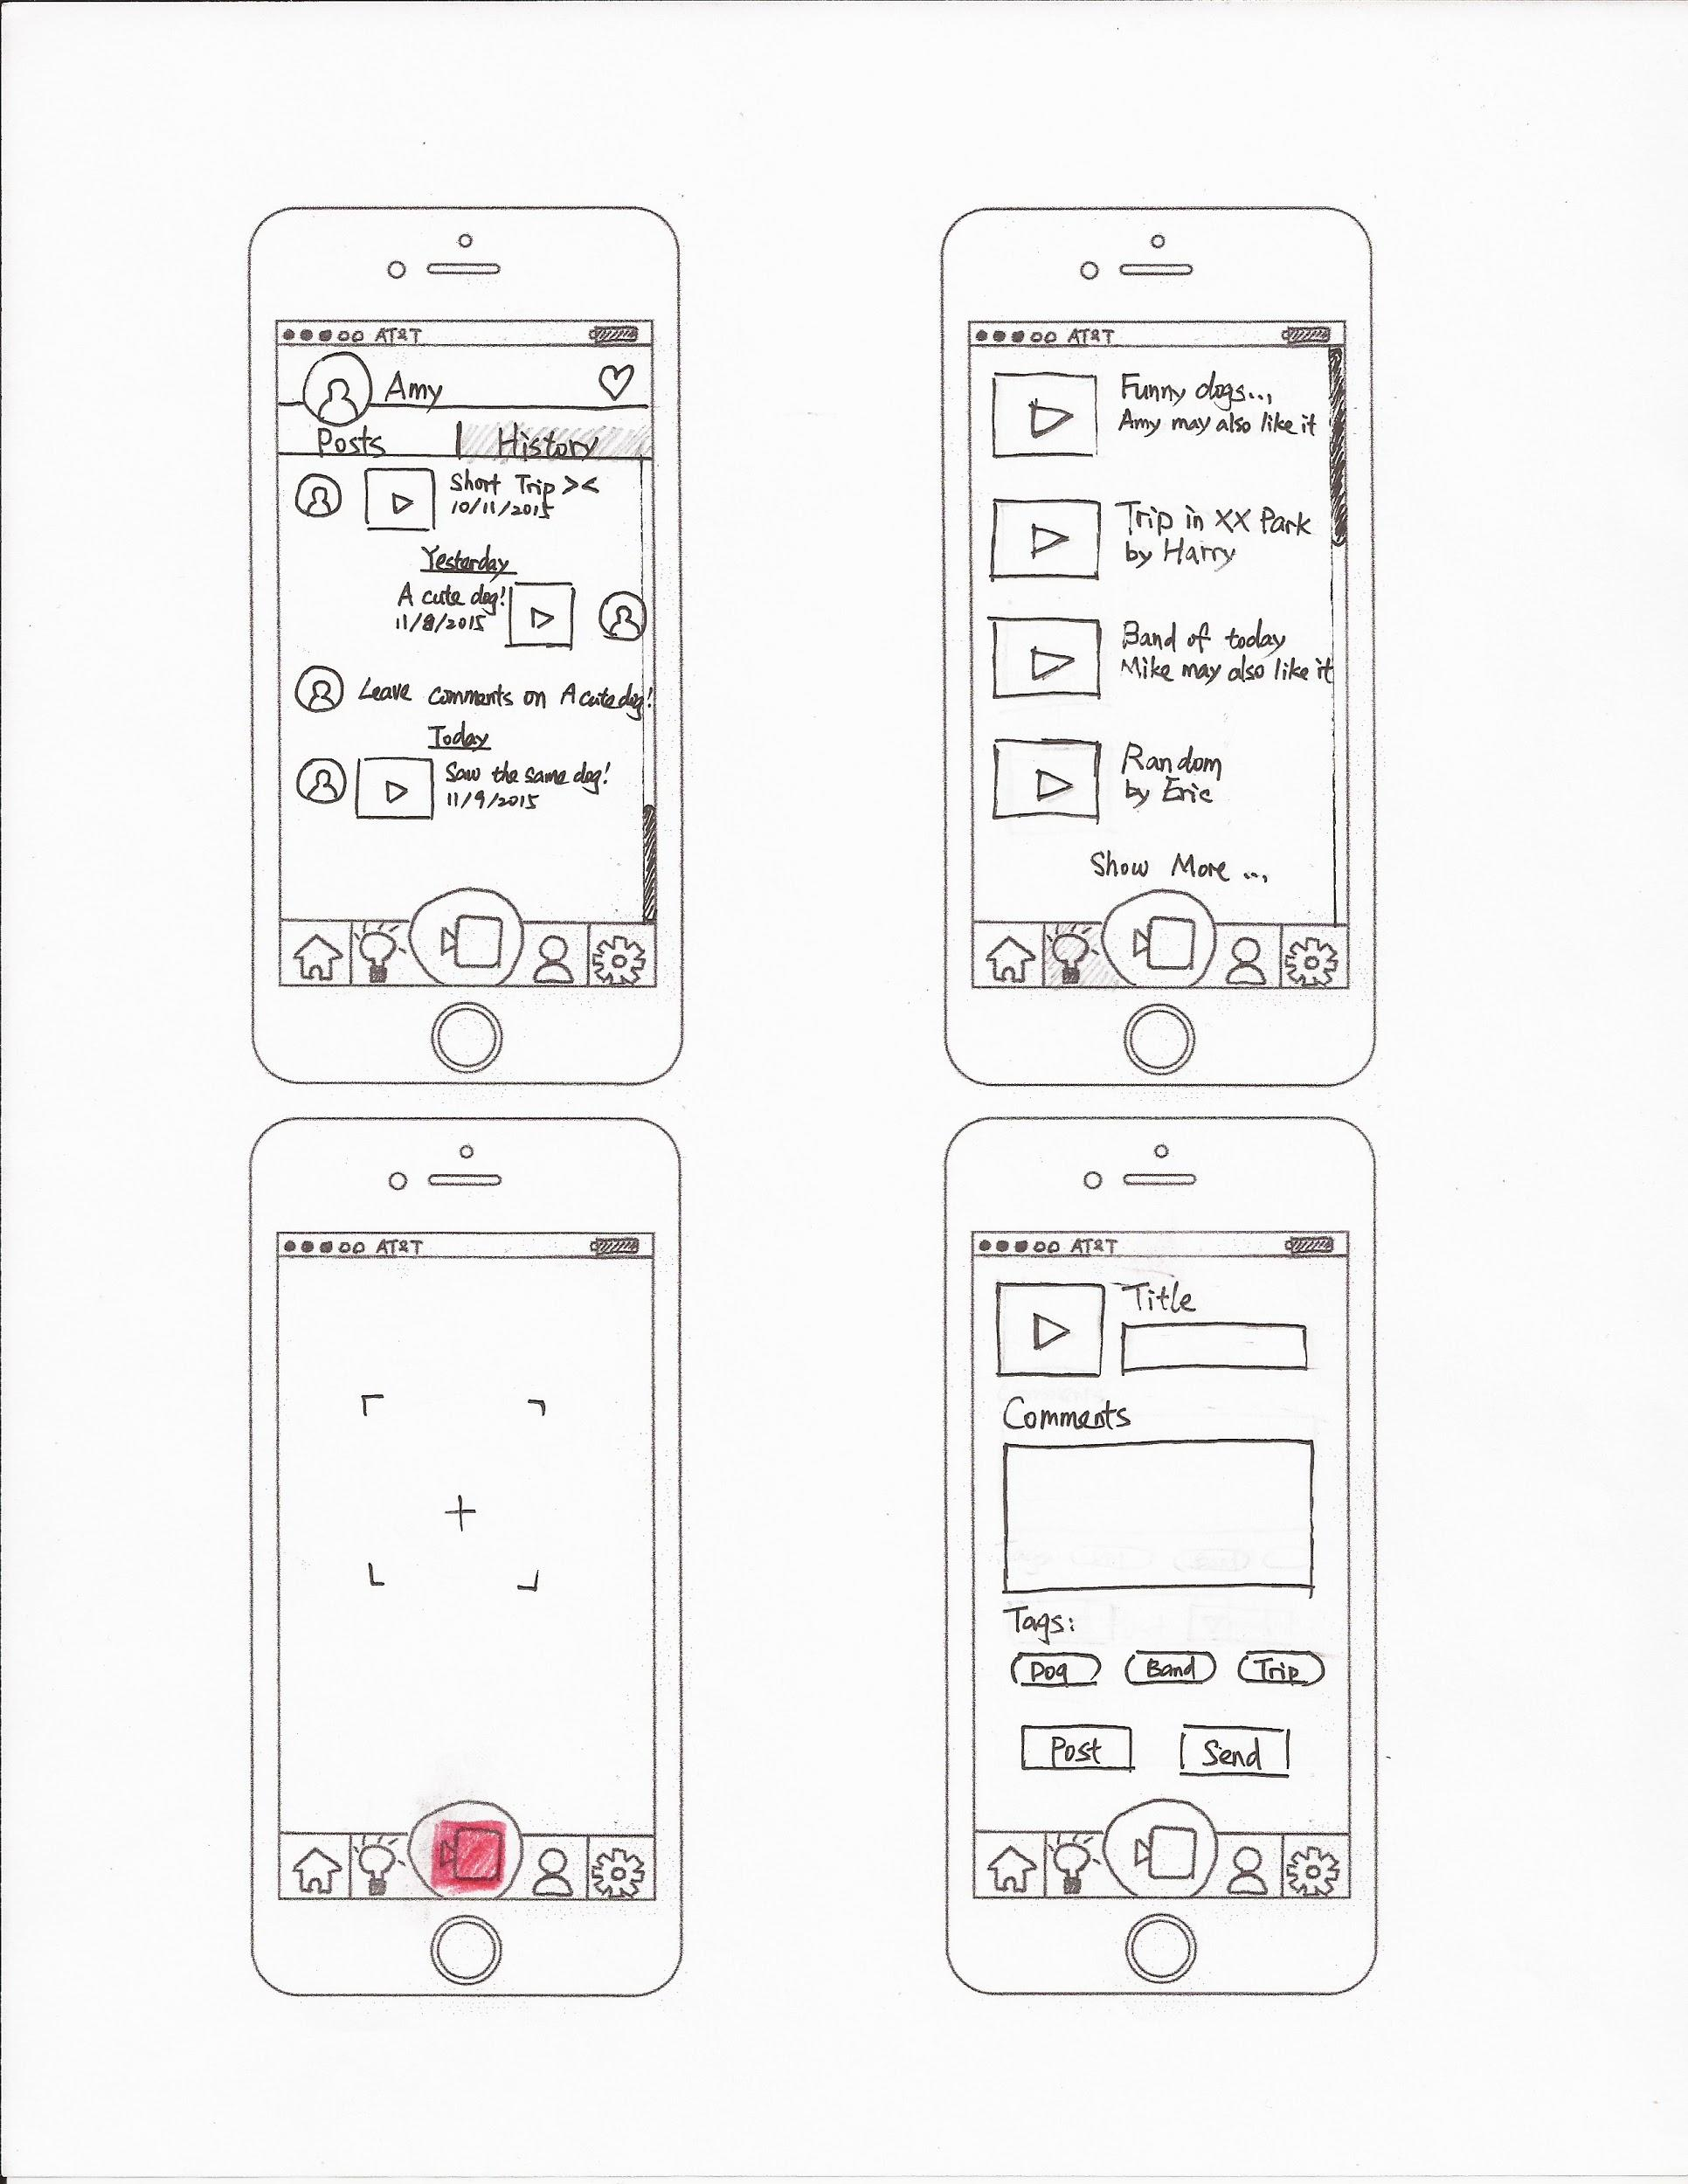 AT&T
Amy
Posts
History
Short Trip ><
10/11/2015
Yesterday
A cute dog!
11/8/2015
Leave comments on A cute dog!
Today
Saw the same dog!
11/9/2015
AT&T
Funny dogs...
Amy may also like it
Trip in XX Park
by Harry
Band of today
Mike may also like it
Random
by Eric
Show More ...
AT&T
AT&T
Title
Comments
Tags:
Dog
Band
Trip
Post
Send